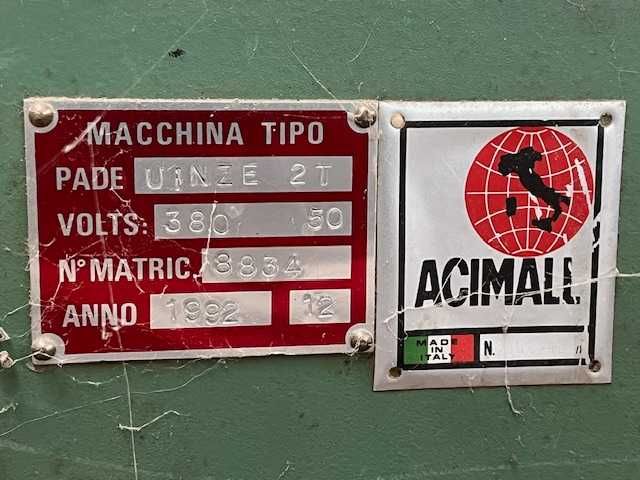 MACCHINA TIPO
PADE U1NZE 2T
VOLTS: 380 50
N° MATRIC. 8834
ANNO 1992 12
ACIMALL
MADE IN ITALY
N.